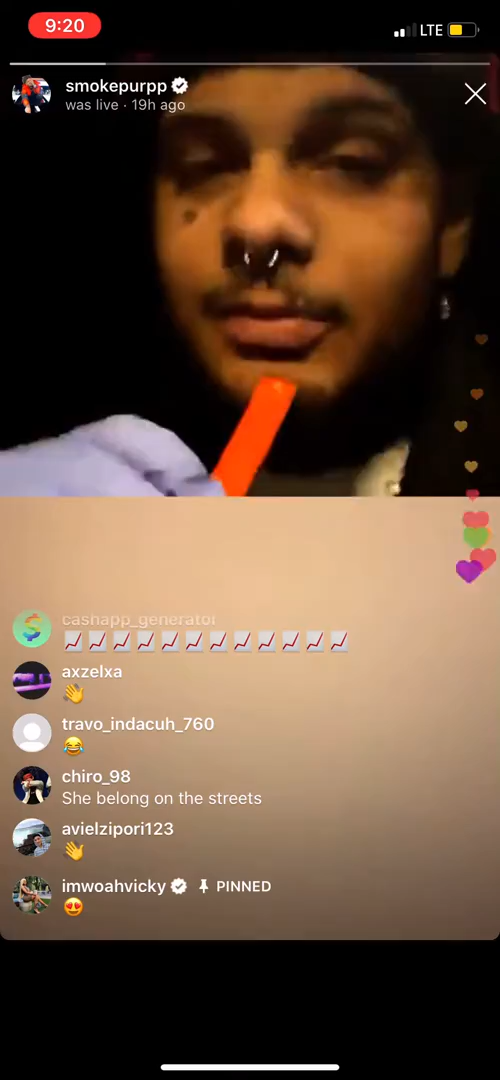 9:20
LTE
smokepurpp
was live · 19h ago
cashapp_generator
📈📈📈📈📈📈📈📈📈📈📈📈
axzelxa
👋
travo_indacuh_760
😂
chiro_98
She belong on the streets
avielzipori123
👋
imwoahvicky PINNED
😍